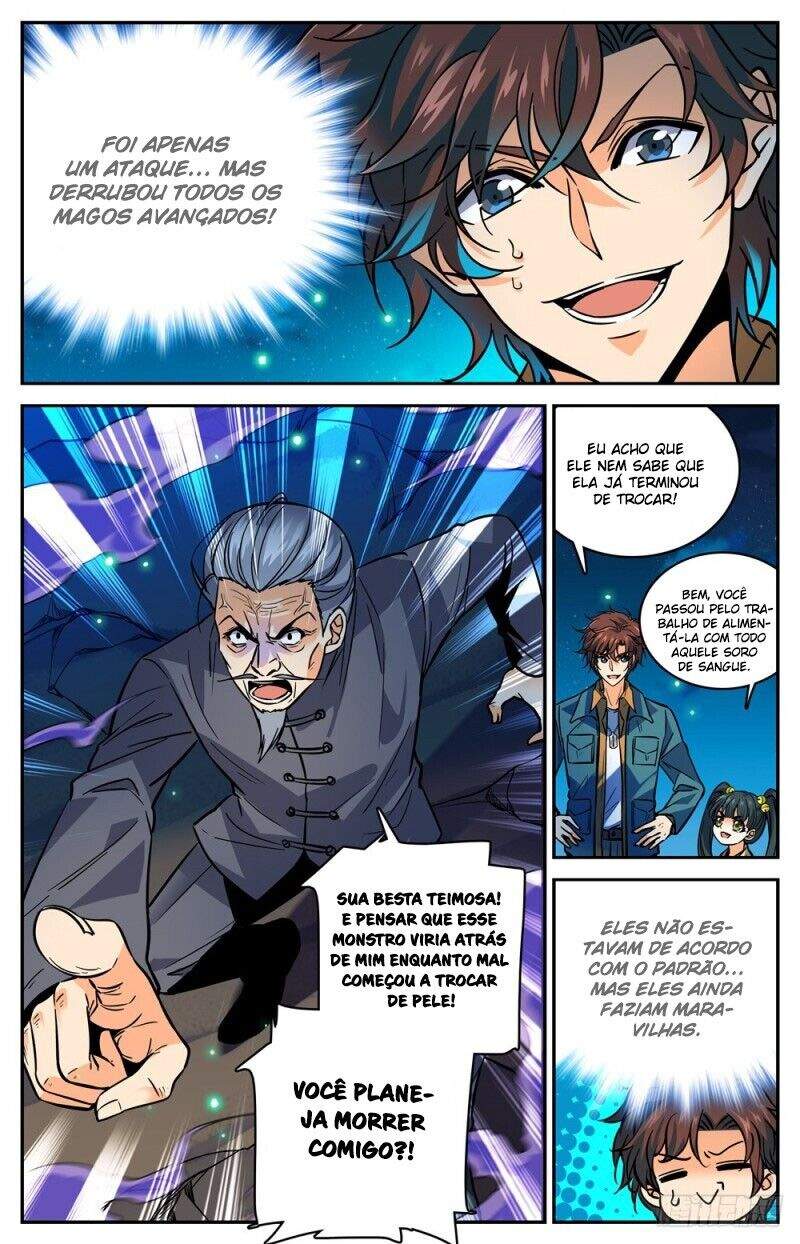 FOI APENAS
UM ATAQUE... MAS
DERRUBOU TODOS OS
MAGOS AVANÇADOS!
SUA BESTA TEIMOSA!
E PENSAR QUE ESSE
MONSTRO VIRIA ATRÁS
DE MIM ENQUANTO MAL
COMEÇOU A TROCAR
DE PELE!
VOCÊ PLANE-
JA MORRER
COMIGO?!
EU ACHO QUE
ELE NEM SABE QUE
ELA JÁ TERMINOU
DE TROCAR!
BEM, VOCÊ
PASSOU PELO TRA-
BALHO DE ALIMEN-
TÁ-LA COM TODO
AQUELE SORO
DE SANGUE.
ELES NÃO ES-
TAVAM DE ACORDO
COM O PADRÃO...
MAS ELES AINDA
FAZIAM MARA-
VILHAS.